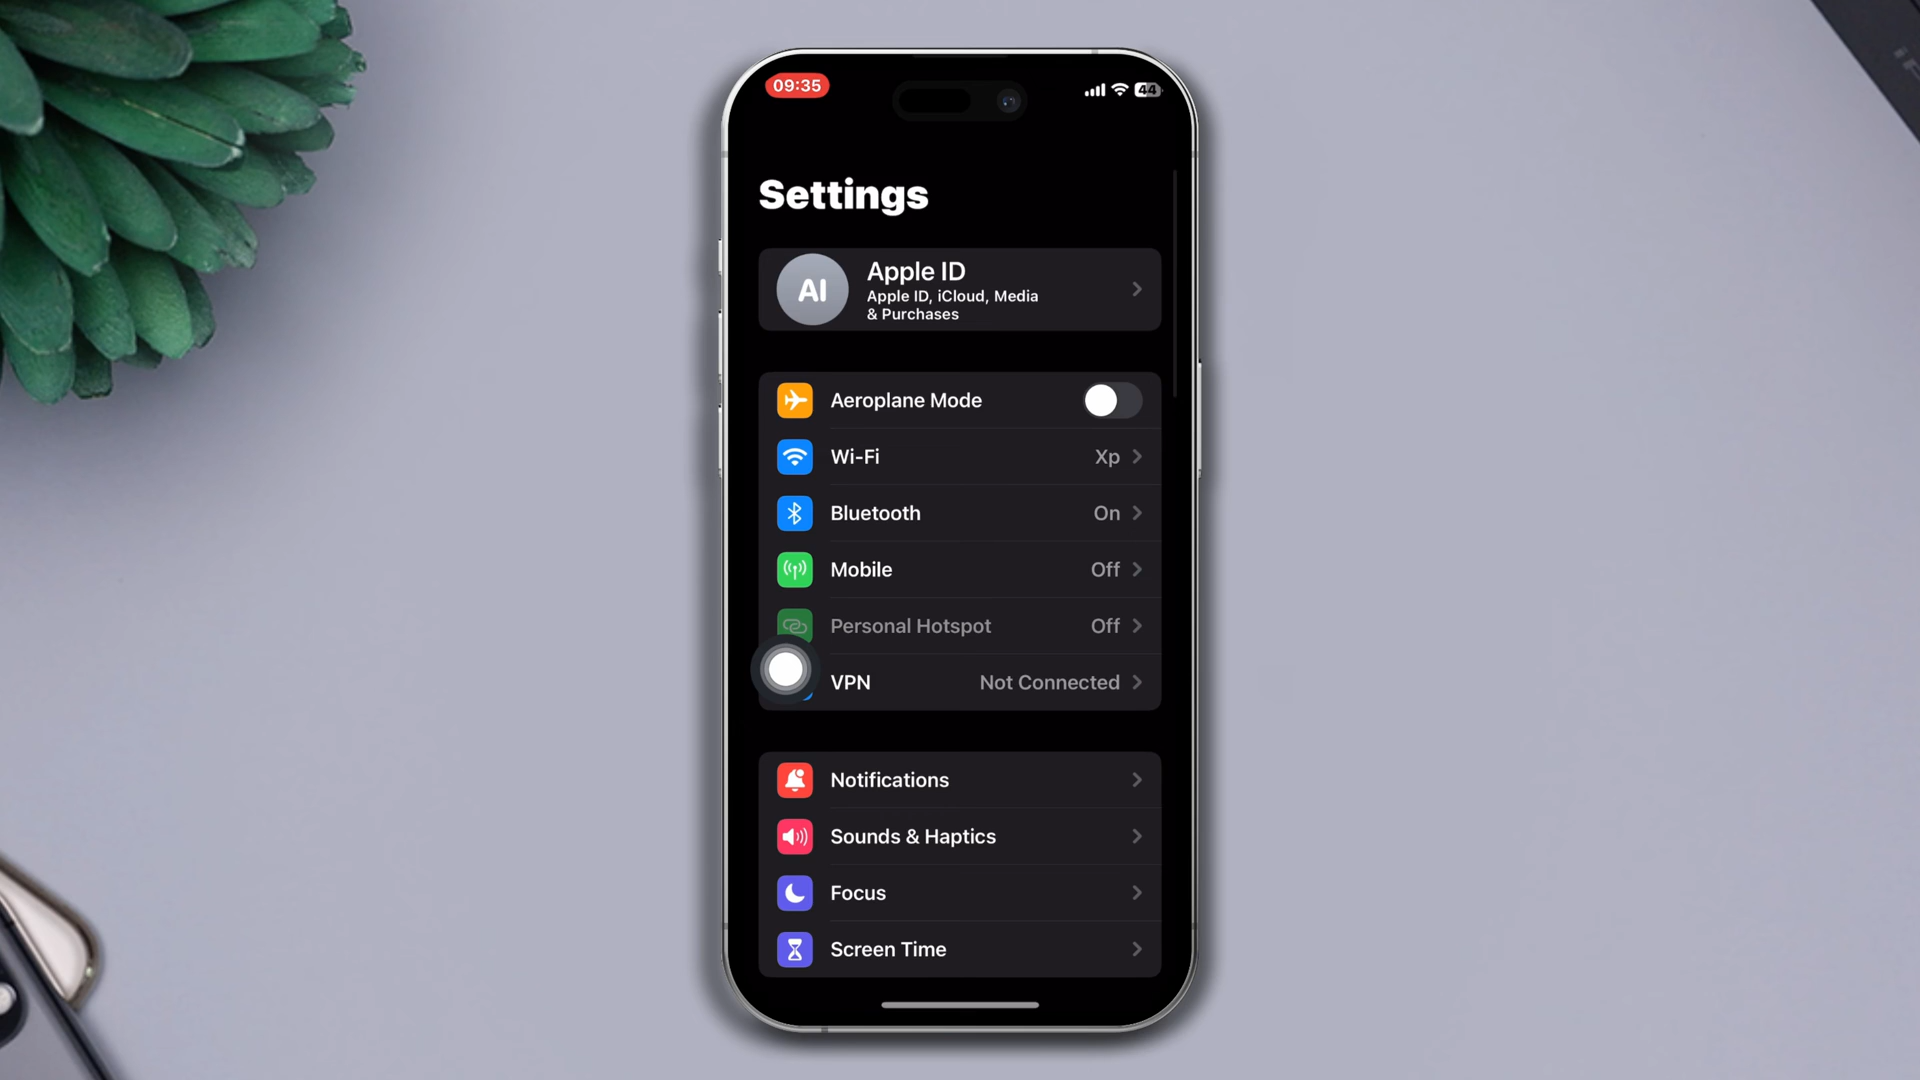 09:35
44
Settings
AI
Apple ID
Apple ID, iCloud, Media
& Purchases
Aeroplane Mode
Wi-Fi Xp
Bluetooth On
Mobile Off
Personal Hotspot Off
VPN Not Connected
Notifications
Sounds & Haptics
Focus
Screen Time